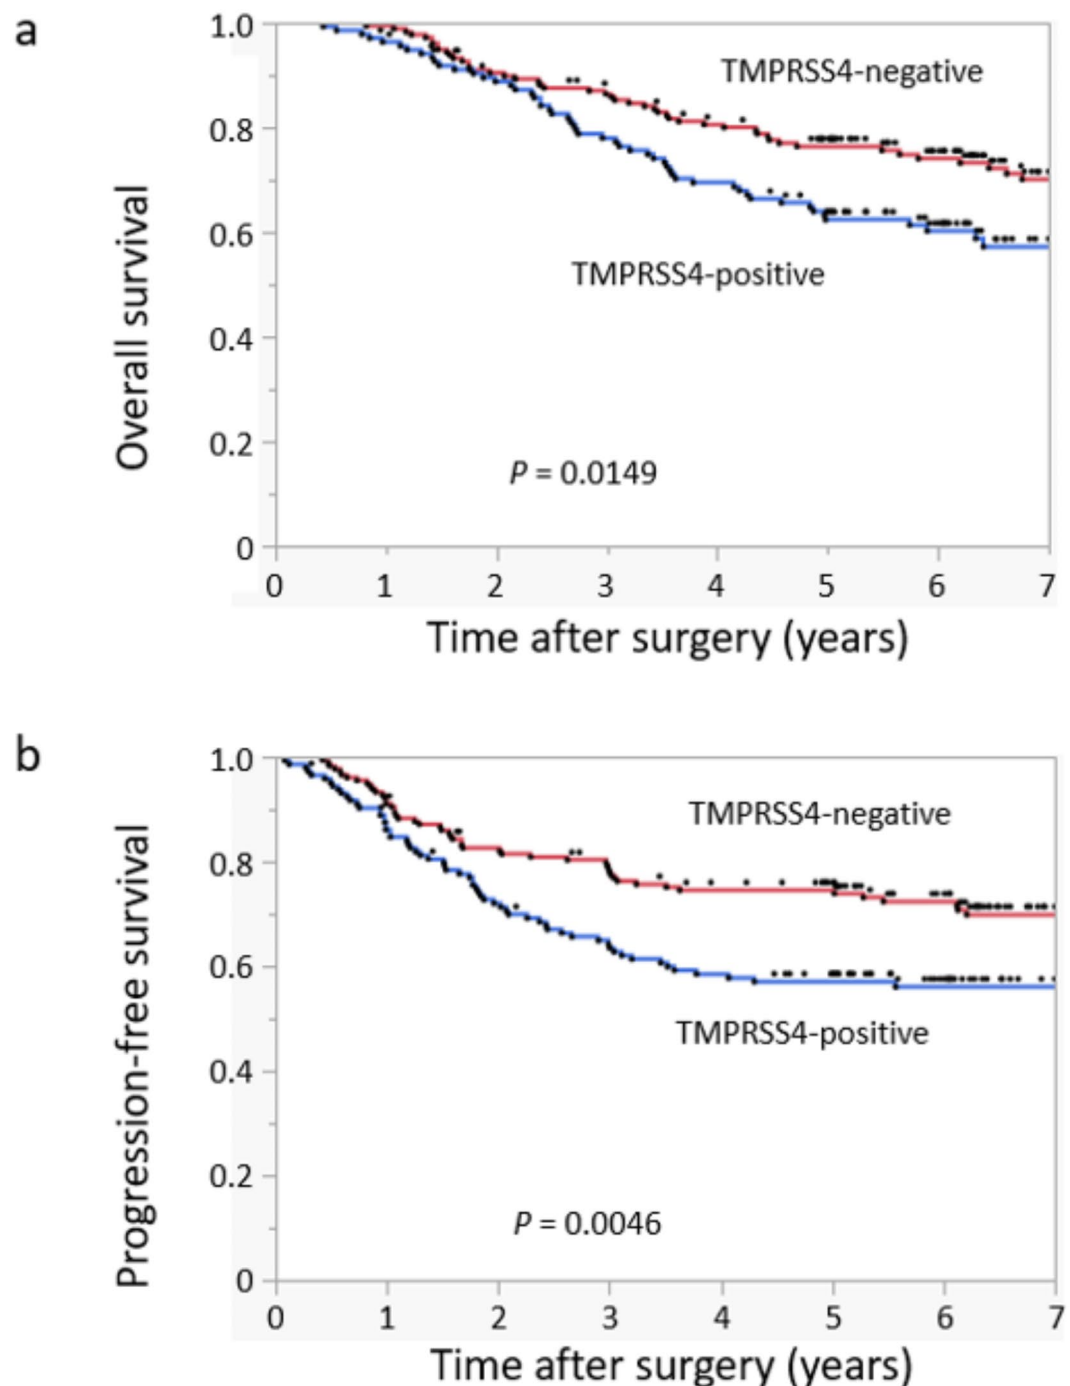 a
Overall survival
1.0
0.8
0.6
0.4
0.2
0
TMPRSS4-negative
TMPRSS4-positive
P = 0.0149
0 1 2 3 4 5 6 7
Time after surgery (years)
b
Progression-free survival
1.0
0.8
0.6
0.4
0.2
0
TMPRSS4-negative
TMPRSS4-positive
P = 0.0046
0 1 2 3 4 5 6 7
Time after surgery (years)